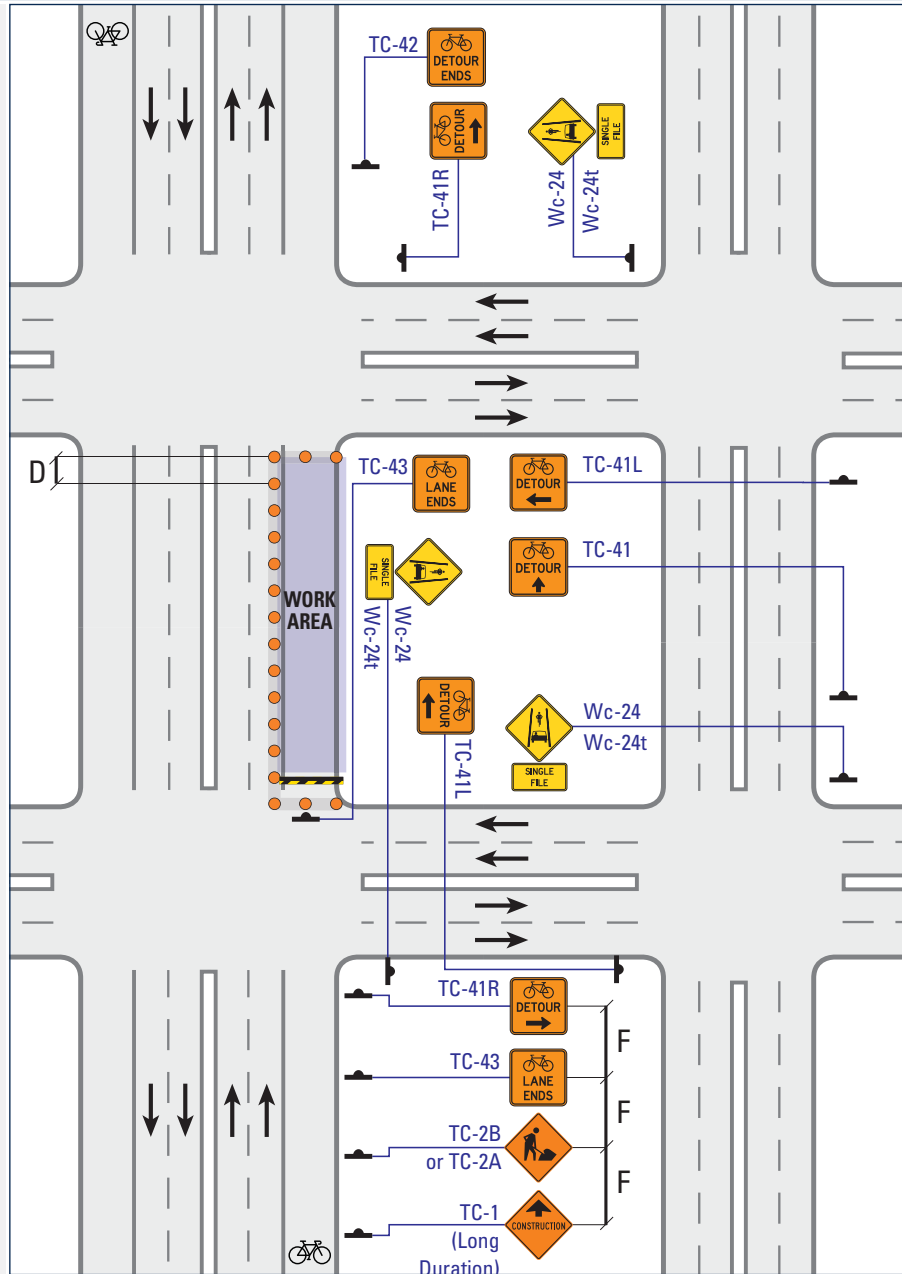 TC-42
DETOUR
ENDS
DETOUR
TC-41R
SINGLE
FILE
Wc-24
Wc-24t
D
TC-43
LANE
ENDS
DETOUR
TC-41L
DETOUR
TC-41
SINGLE
FILE
Wc-24
Wc-24t
WORK
AREA
DETOUR
TC-41L
SINGLE
FILE
Wc-24
Wc-24t
TC-41R
DETOUR
F
TC-43
LANE
ENDS
F
TC-2B
or TC-2A
F
TC-1
(Long
Duration)
CONSTRUCTION